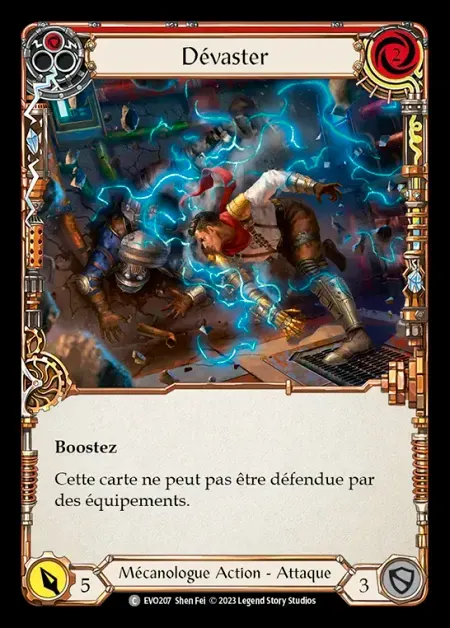 Dévaster
2
Boostez
Cette carte ne peut pas être défendue par
des équipements.
5
Mécanologue Action - Attaque
3
C EVO207 Shen Fei © 2023 Legend Story Studios